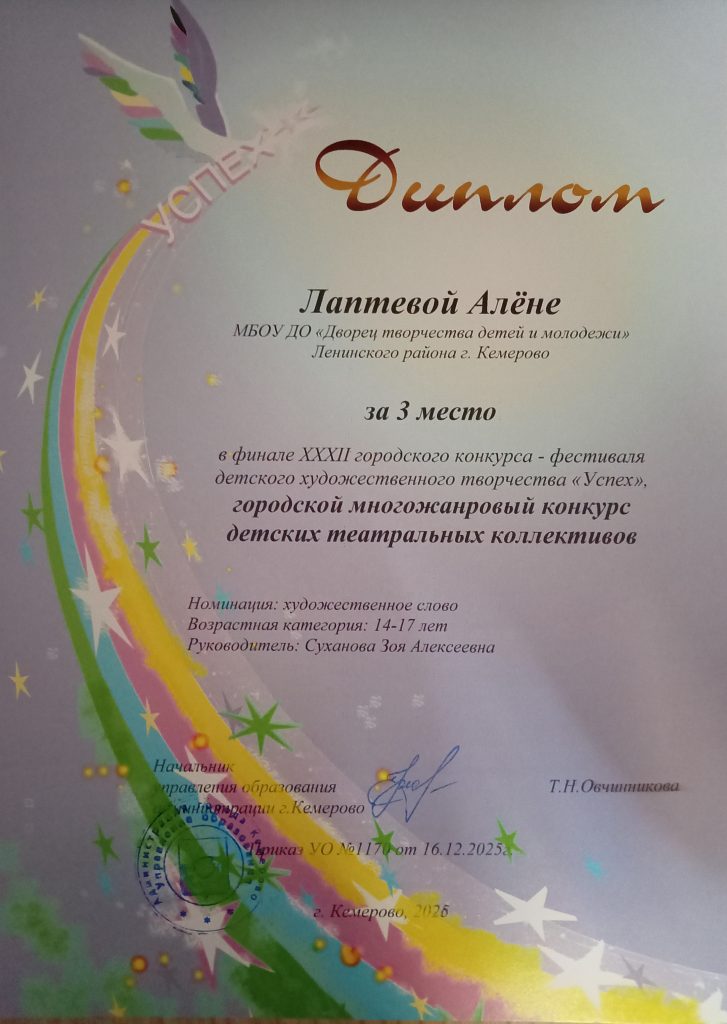 УСПЕХ
Диплом
Лаптевой Алёне
МБОУ ДО «Дворец творчества детей и молодежи»
Ленинского района г. Кемерово
за 3 место
в финале XXXII городского конкурса - фестиваля
детского художественного творчества «Успех»,
городской многожанровый конкурс
детских театральных коллективов
Номинация: художественное слово
Возрастная категория: 14-17 лет
Руководитель: Суханова Зоя Алексеевна
Начальник
управления образования
администрации г.Кемерово
Т.Н.Овчинникова
Приказ УО №1170 от 16.12.2025г.
г. Кемерово, 2025